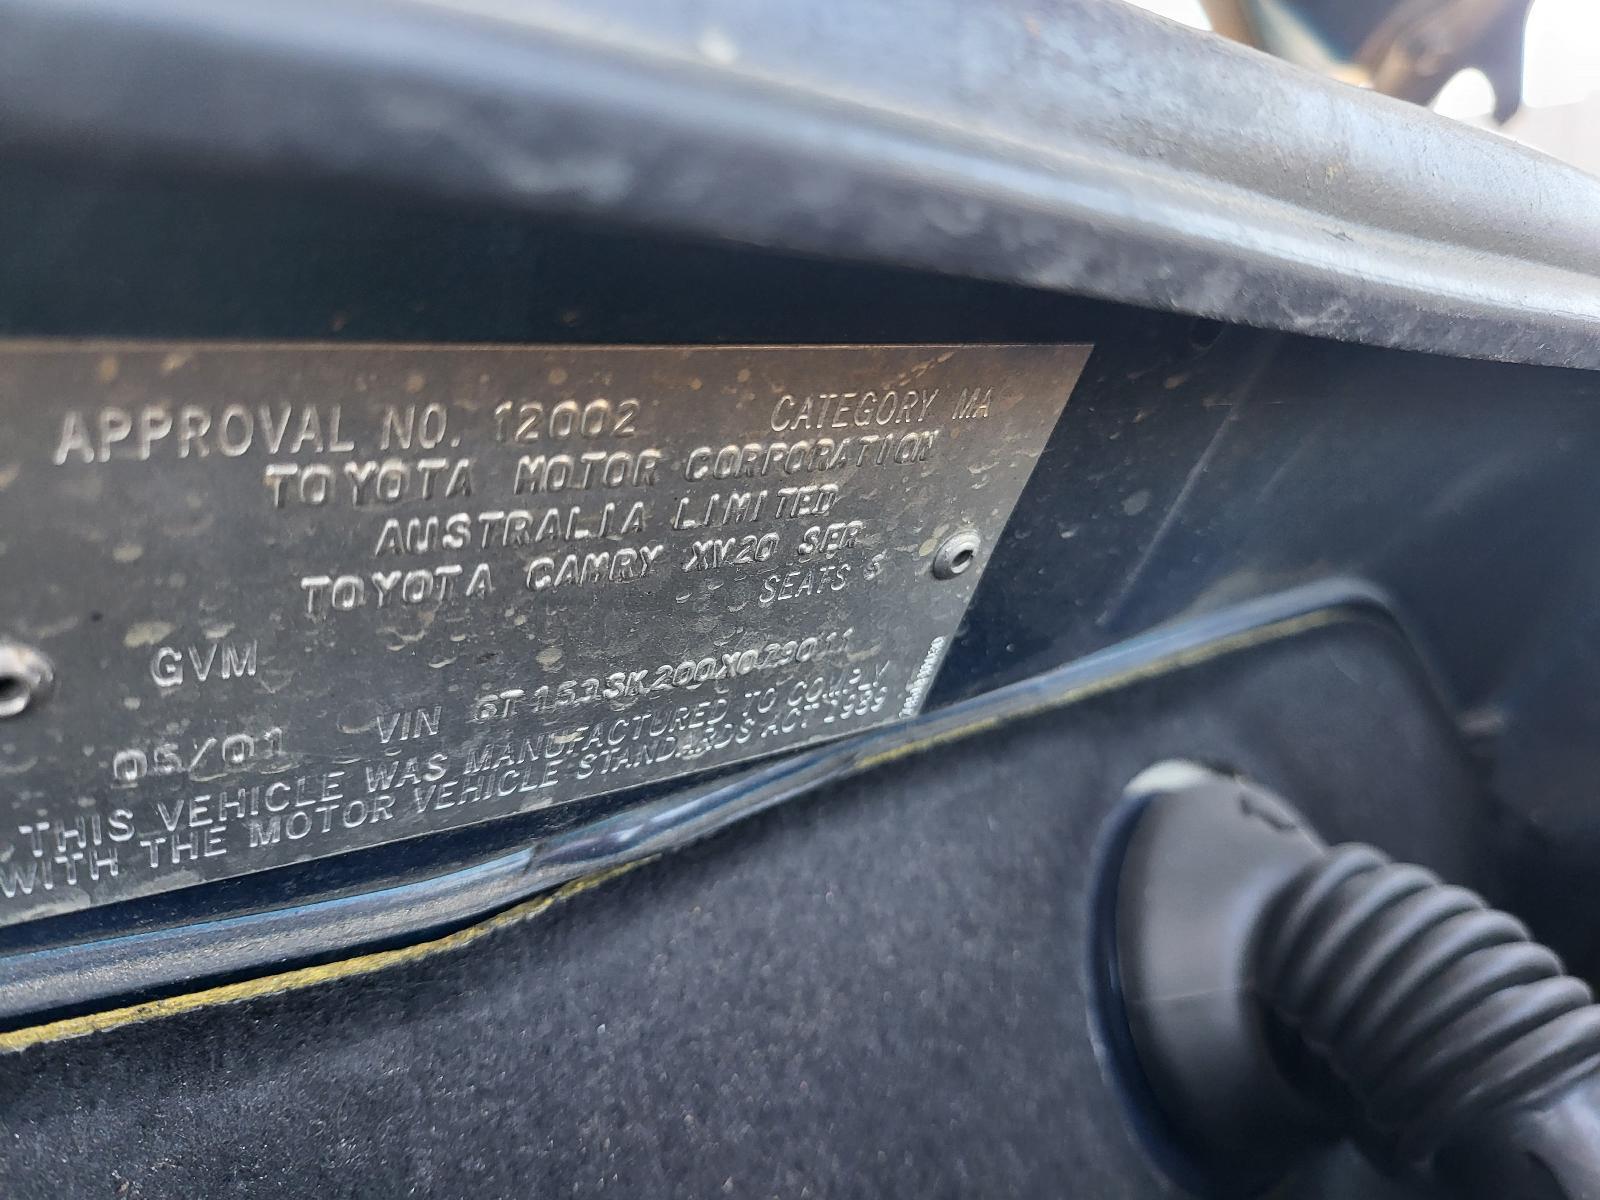 APPROVAL NO. 12002 CATEGORY MA
TOYOTA MOTOR CORPORATION
AUSTRALIA LIMITED
TOYOTA CAMRY XV20 SER
SEATS 5
GVM
05/01 VIN 6T153SK200X029011
THIS VEHICLE WAS MANUFACTURED TO COMPLY
WITH THE MOTOR VEHICLE STANDARDS ACT 1989